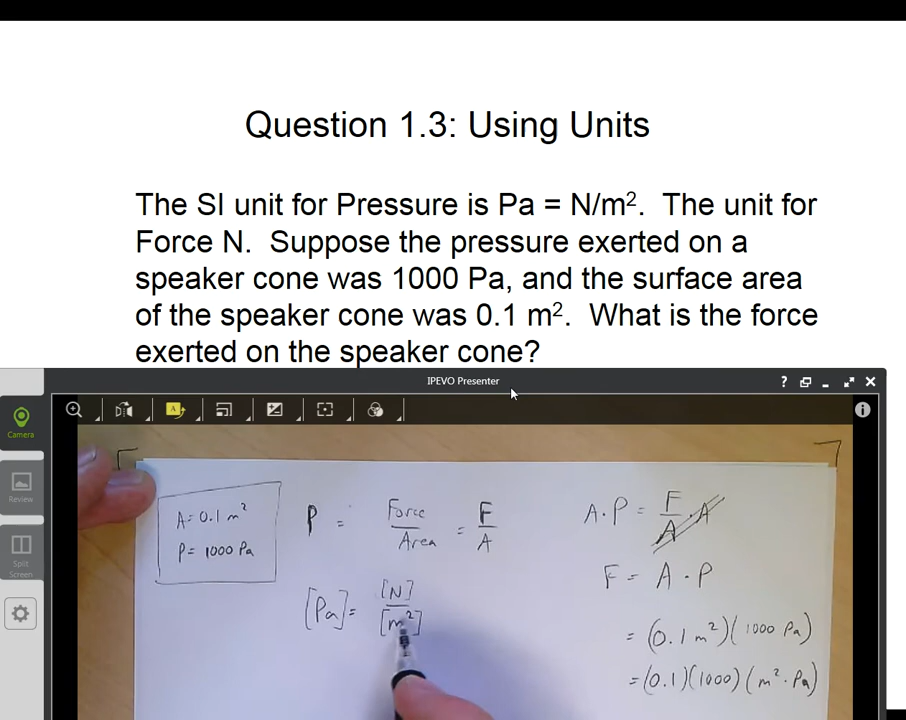 Question 1.3: Using Units
The SI unit for Pressure is Pa = N/m². The unit for
Force N. Suppose the pressure exerted on a
speaker cone was 1000 Pa, and the surface area
of the speaker cone was 0.1 m². What is the force
exerted on the speaker cone?
IPEVO Presenter
?
Camera
Review
Split
Screen
A = 0.1 m²
P = 1000 Pa
P = Force / Area = F / A
[Pa] = [N] / [m²]
A · P = F / A · A
F = A · P
= (0.1 m²)(1000 Pa)
= (0.1)(1000)(m² · Pa)